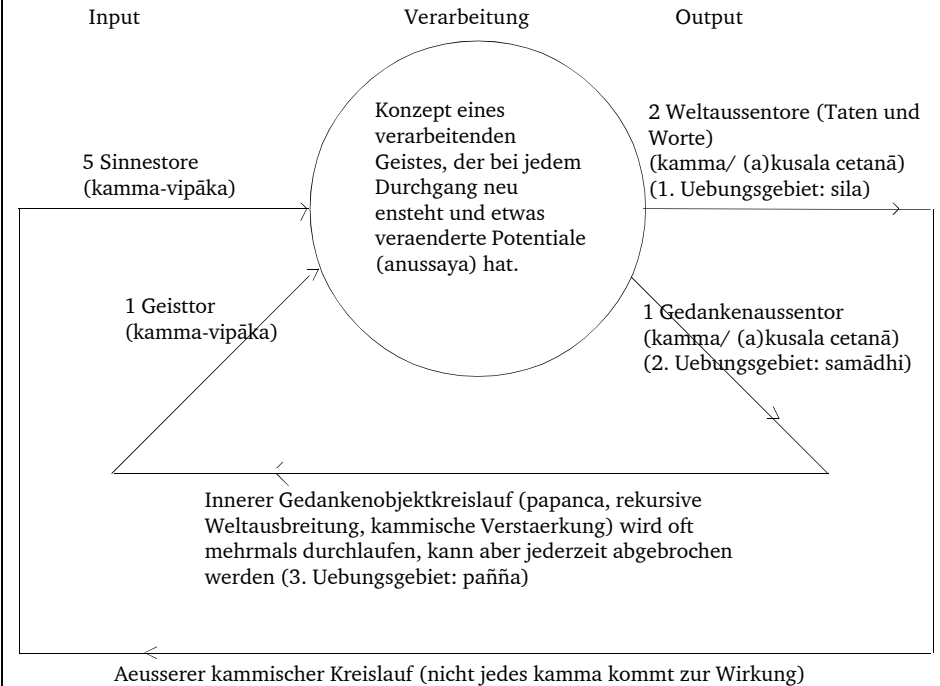 Input
Verarbeitung
Output
Konzept eines
verarbeitenden
Geistes, der bei jedem
Durchgang neu
ensteht und etwas
veraenderte Potentiale
(anussaya) hat.
5 Sinnestore
(kamma-vipāka)
2 Weltaussentore (Taten und
Worte)
(kamma/ (a)kusala cetanā)
(1. Uebungsgebiet: sila)
1 Geisttor
(kamma-vipāka)
1 Gedankenaussentor
(kamma/ (a)kusala cetanā)
(2. Uebungsgebiet: samādhi)
Innerer Gedankenobjektkreislauf (papanca, rekursive
Weltausbreitung, kammische Verstaerkung) wird oft
mehrmals durchlaufen, kann aber jederzeit abgebrochen
werden (3. Uebungsgebiet: pañña)
Aeusserer kammischer Kreislauf (nicht jedes kamma kommt zur Wirkung)